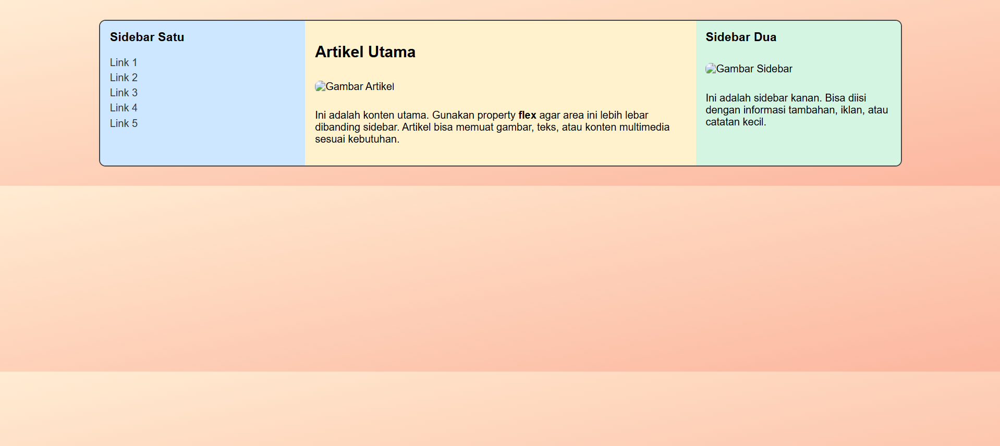 Sidebar Satu
Link 1
Link 2
Link 3
Link 4
Link 5
Artikel Utama
Gambar Artikel
Ini adalah konten utama. Gunakan property flex agar area ini lebih lebar
dibanding sidebar. Artikel bisa memuat gambar, teks, atau konten multimedia
sesuai kebutuhan.
Sidebar Dua
Gambar Sidebar
Ini adalah sidebar kanan. Bisa diisi
dengan informasi tambahan, iklan, atau
catatan kecil.